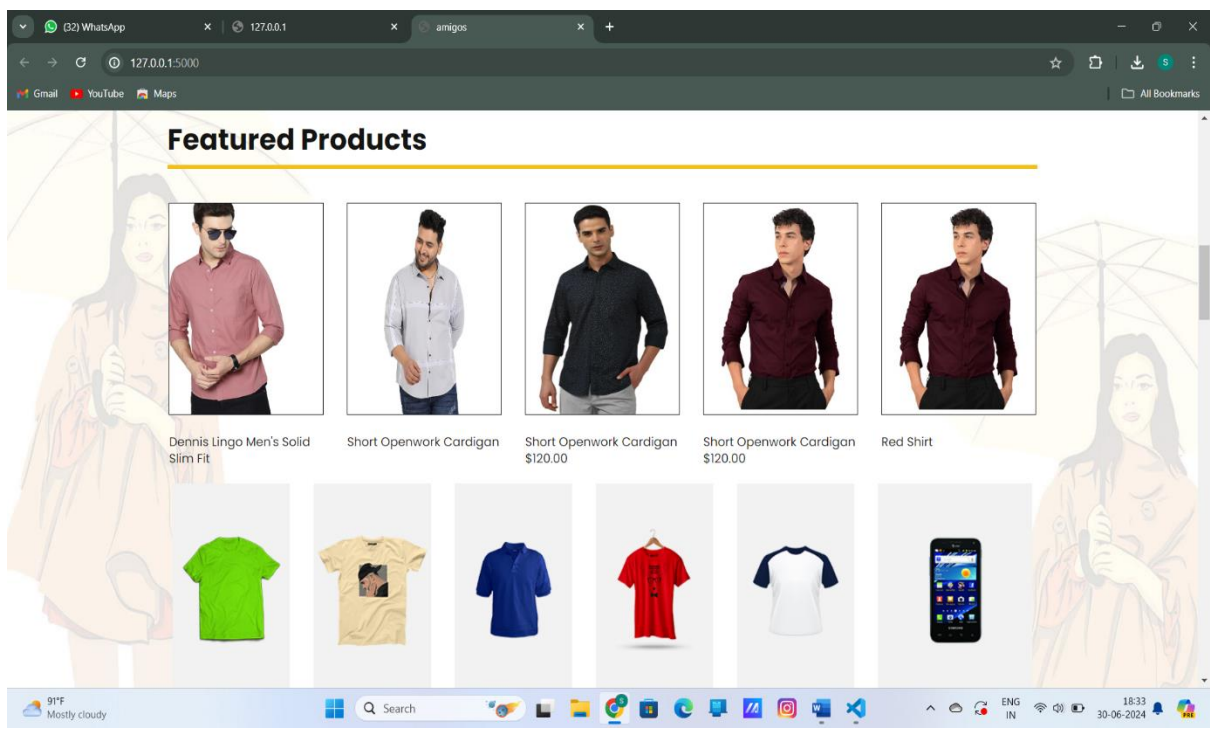 (32) WhatsApp
127.0.0.1
amigos
127.0.0.1:5000
S
Gmail
YouTube
Maps
All Bookmarks
Featured Products
Dennis Lingo Men's Solid
Slim Fit
Short Openwork Cardigan
Short Openwork Cardigan
$120.00
Short Openwork Cardigan
$120.00
Red Shirt
SAMSUNG
91°F
Mostly cloudy
Search
ENG
IN
18:33
30-06-2024
PRE